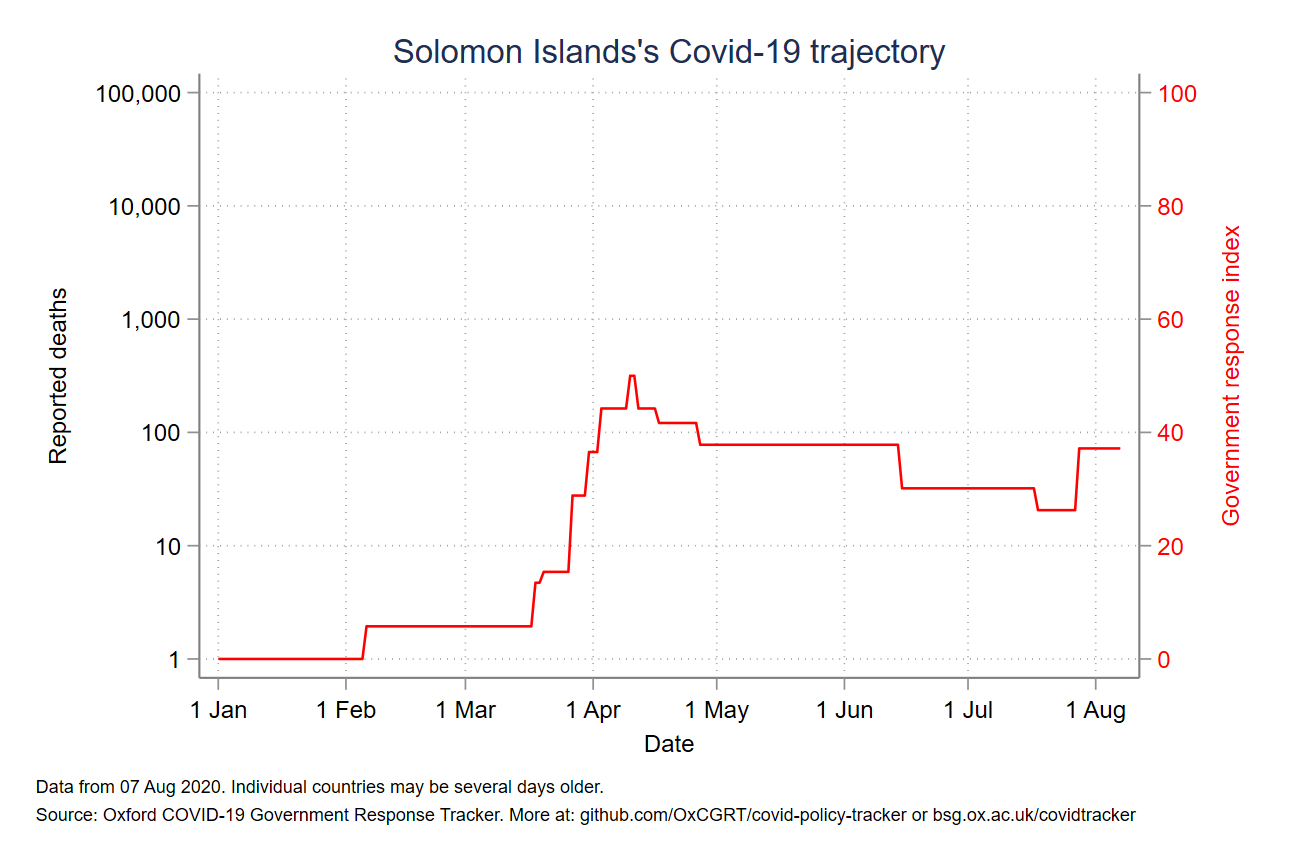 Solomon Islands's Covid-19 trajectory
100,000
10,000
1,000
100
10
1
Reported deaths
100
80
60
40
20
0
Government response index
1 Jan 1 Feb 1 Mar 1 Apr 1 May 1 Jun 1 Jul 1 Aug
Date
Data from 07 Aug 2020. Individual countries may be several days older.
Source: Oxford COVID-19 Government Response Tracker. More at: github.com/OxCGRT/covid-policy-tracker or bsg.ox.ac.uk/covidtracker